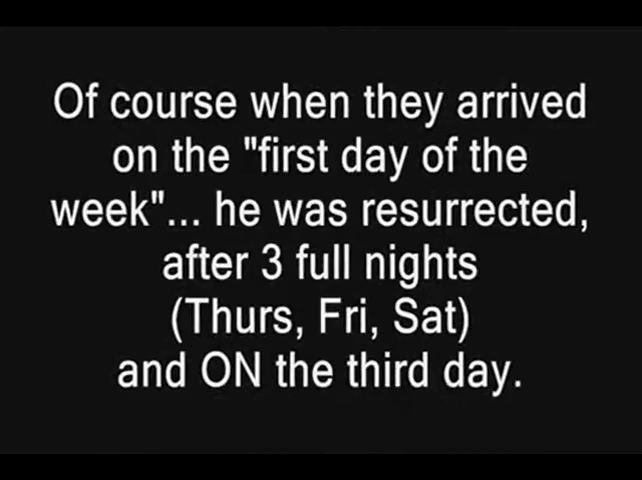 Of course when they arrived
on the "first day of the
week"... he was resurrected,
after 3 full nights
(Thurs, Fri, Sat)
and ON the third day.